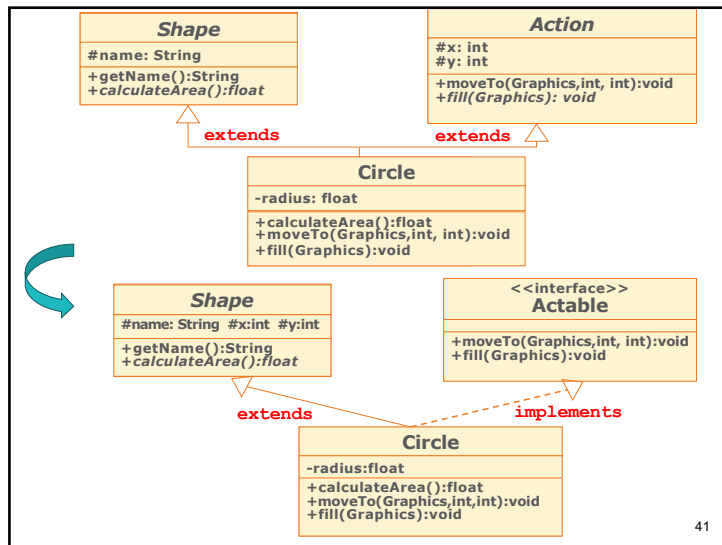 Shape
#name: String
+getName():String
+calculateArea():float
Action
#x: int
#y: int
+moveTo(Graphics,int, int):void
+fill(Graphics): void
extends
extends
Circle
-radius: float
+calculateArea():float
+moveTo(Graphics,int, int):void
+fill(Graphics):void
Shape
#name: String #x:int #y:int
+getName():String
+calculateArea():float
<<interface>>
Actable
+moveTo(Graphics,int, int):void
+fill(Graphics):void
extends
implements
Circle
-radius:float
+calculateArea():float
+moveTo(Graphics,int,int):void
+fill(Graphics):void
41